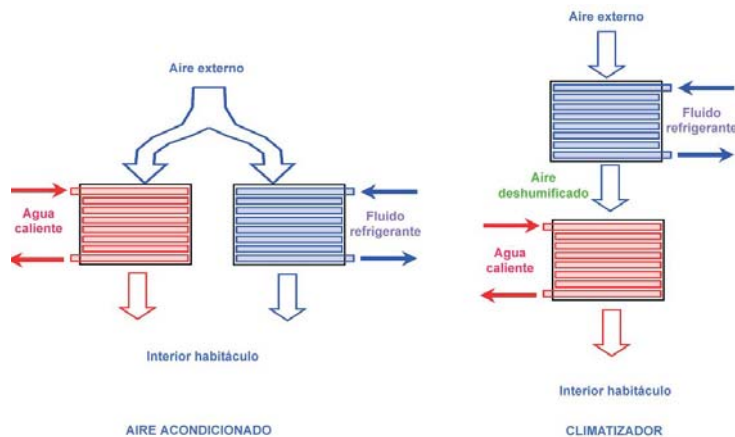 Aire externo
Agua
caliente
Fluido
refrigerante
Interior habitáculo
AIRE ACONDICIONADO
Aire externo
Fluido
refrigerante
Aire
deshumificado
Agua
caliente
Interior habitáculo
CLIMATIZADOR